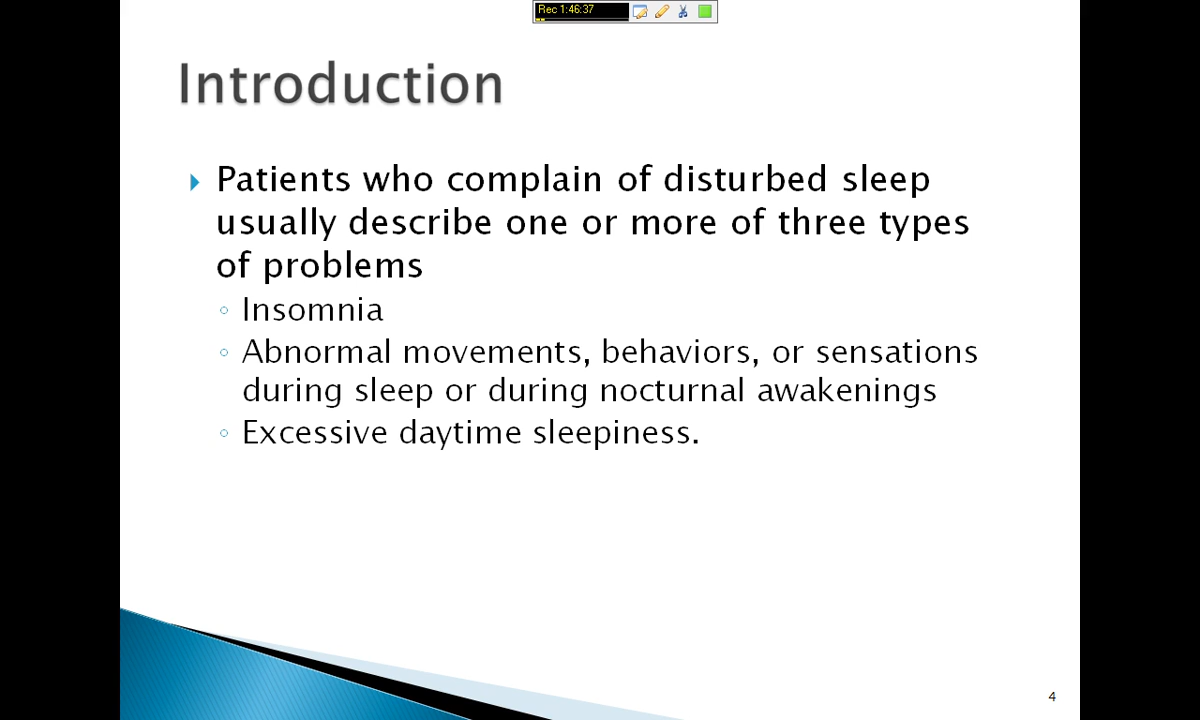 Rec 1:46:37
Introduction
Patients who complain of disturbed sleep
usually describe one or more of three types
of problems
Insomnia
Abnormal movements, behaviors, or sensations
during sleep or during nocturnal awakenings
Excessive daytime sleepiness.
4